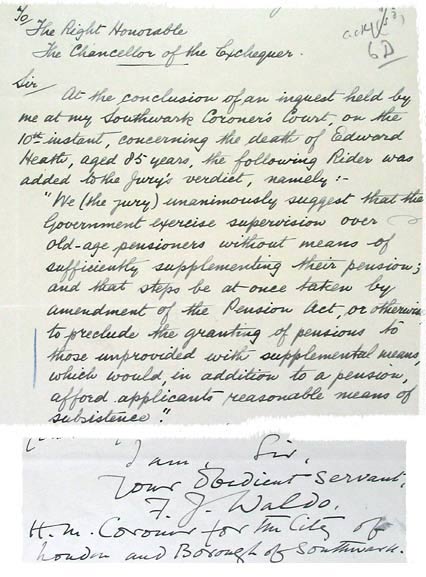 To
The Right Honorable
The Chancellor of the Exchequer.
6D
Sir/
At the conclusion of an inquest held by
me at my Southwark Coroner's Court, on the
10th instant, concerning the death of Edward
Heath, aged 85 years, the following Rider was
added to the Jury's verdict, namely:-
"We (the jury) unanimously suggest that the
Government exercise supervision over
old-age pensioners without means of
sufficiently supplementing their pension;
and that steps be at once taken by
amendment of the Pension Act, or otherwise
to preclude the granting of pensions to
those unprovided with supplemental means,
which would, in addition to a pension,
afford applicants reasonable means of
subsistence."
I am, Sir,
Your Obedient Servant,
F. J. Waldo,
H.M. Coroner for the City of
London and Borough of Southwark.